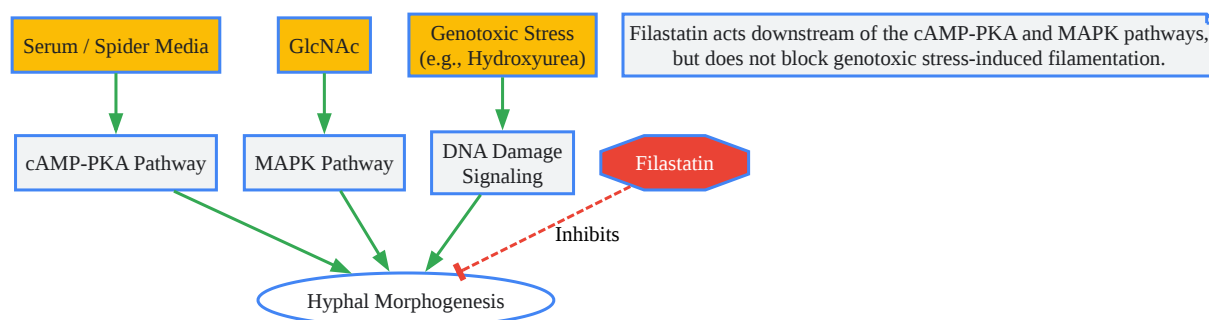 Serum / Spider Media
GlcNAc
Genotoxic Stress
(e.g., Hydroxyurea)
Filastatin acts downstream of the cAMP-PKA and MAPK pathways,
but does not block genotoxic stress-induced filamentation.
cAMP-PKA Pathway
MAPK Pathway
DNA Damage
Signaling
Filastatin
Inhibits
Hyphal Morphogenesis